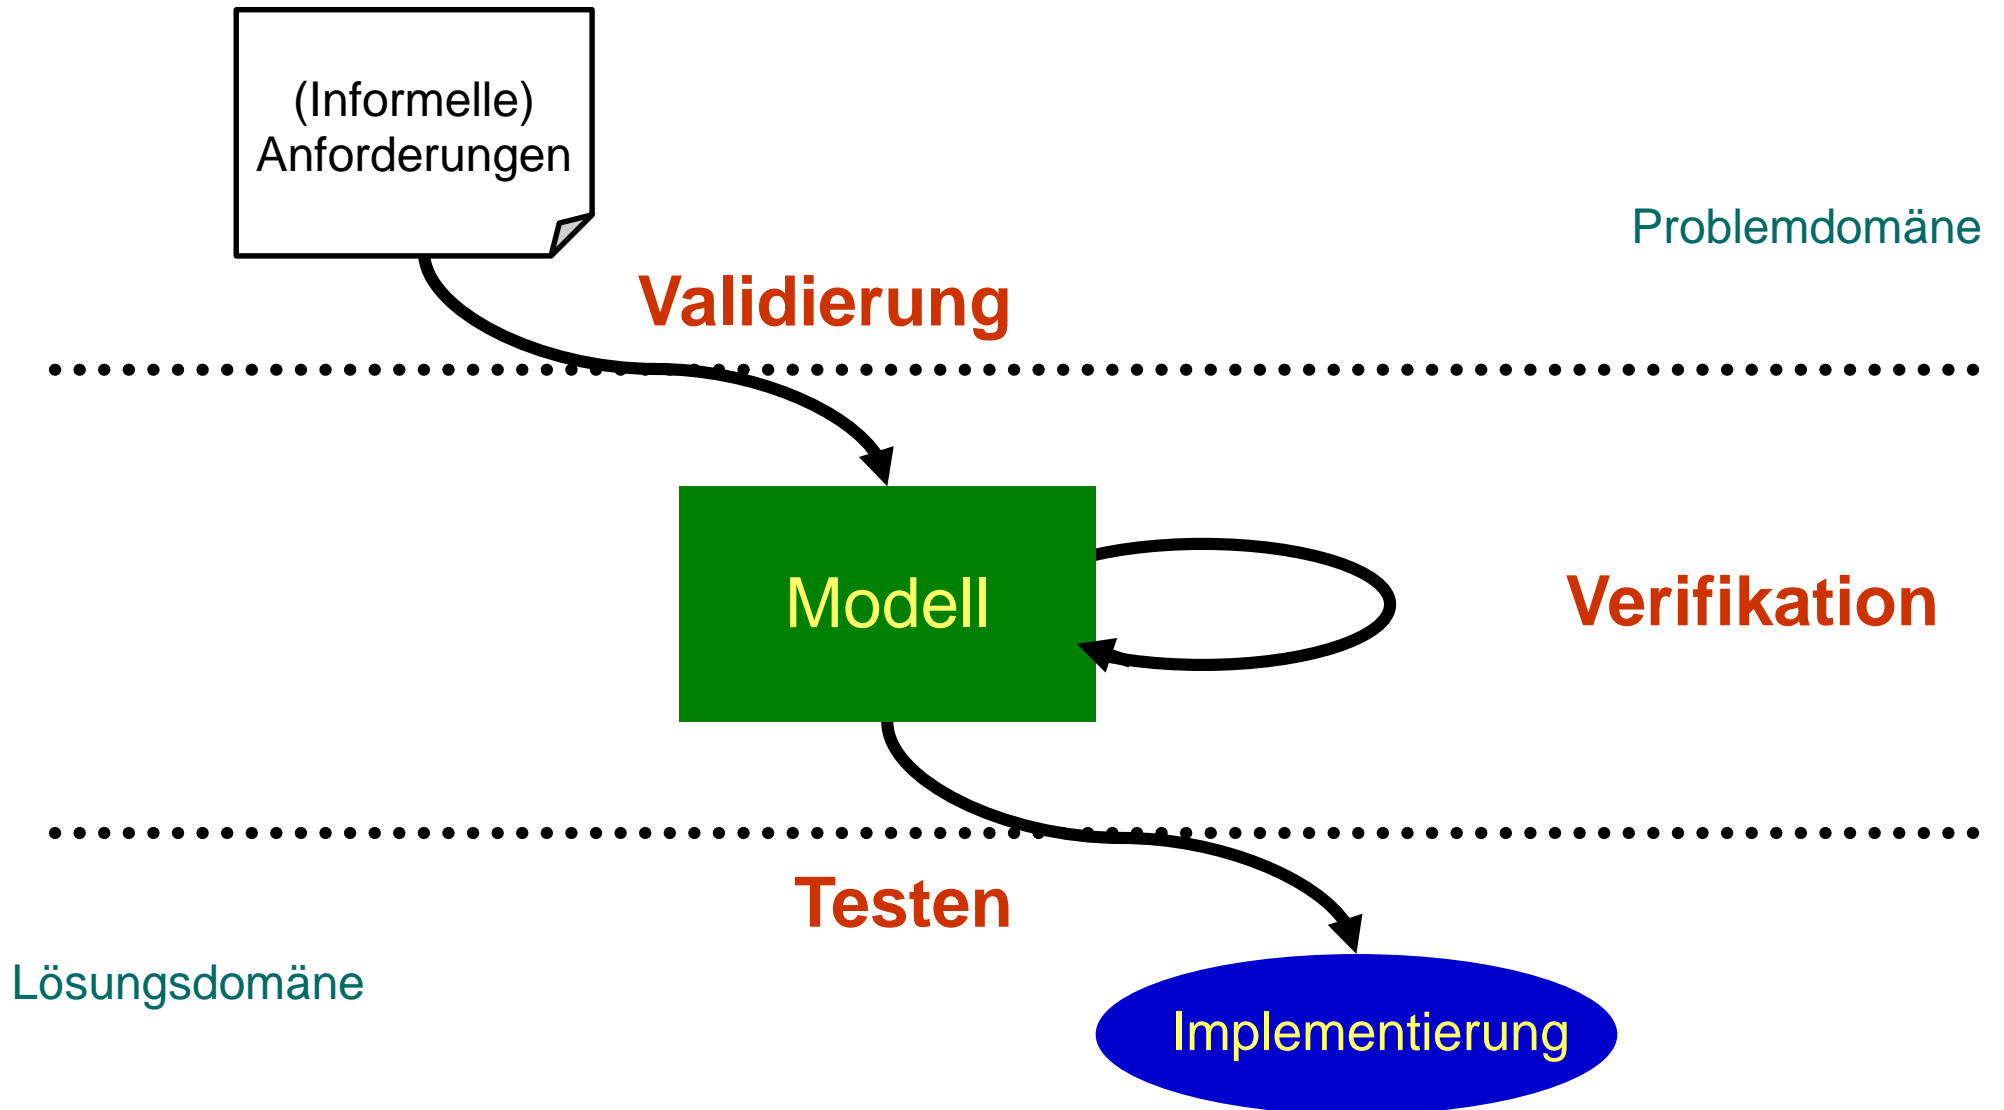 (Informelle)
Anforderungen
Problemdomäne
Validierung
Modell
Verifikation
Testen
Lösungsdomäne
Implementierung